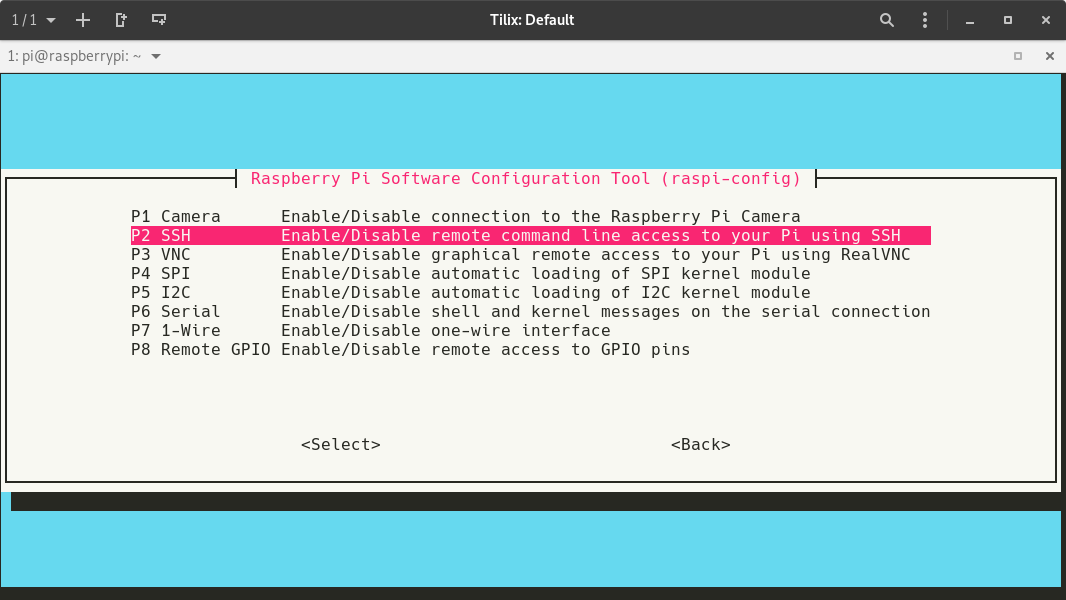 1 / 1
Tilix: Default
1: pi@raspberrypi: ~
Raspberry Pi Software Configuration Tool (raspi-config)
P1 Camera Enable/Disable connection to the Raspberry Pi Camera
P2 SSH Enable/Disable remote command line access to your Pi using SSH
P3 VNC Enable/Disable graphical remote access to your Pi using RealVNC
P4 SPI Enable/Disable automatic loading of SPI kernel module
P5 I2C Enable/Disable automatic loading of I2C kernel module
P6 Serial Enable/Disable shell and kernel messages on the serial connection
P7 1-Wire Enable/Disable one-wire interface
P8 Remote GPIO Enable/Disable remote access to GPIO pins
<Select> <Back>